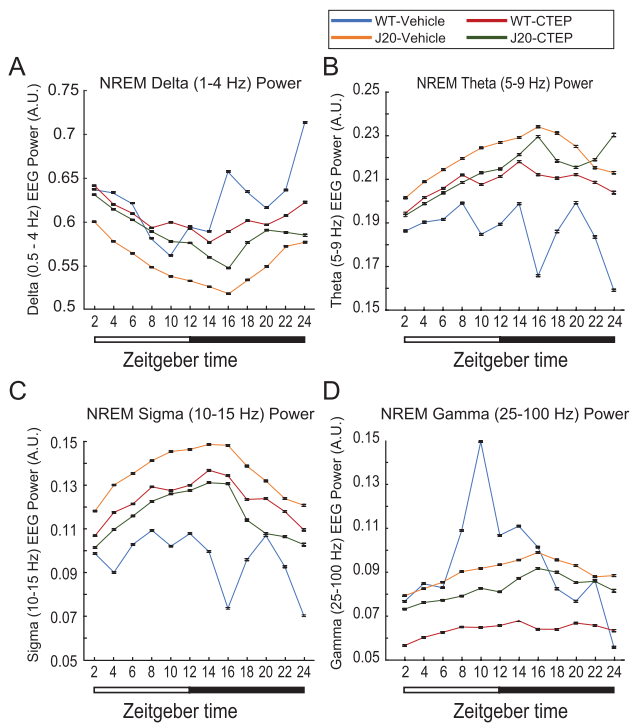 WT-Vehicle WT-CTEP
J20-Vehicle J20-CTEP
A
NREM Delta (1-4 Hz) Power
Delta (0.5 - 4 Hz) EEG Power (A.U.)
0.75
0.7
0.65
0.6
0.55
0.5
2 4 6 8 10 12 14 16 18 20 22 24
Zeitgeber time
B
NREM Theta (5-9 Hz) Power
Theta (5-9 Hz) EEG Power (A.U.)
0.25
0.23
0.21
0.19
0.17
0.15
2 4 6 8 10 12 14 16 18 20 22 24
Zeitgeber time
C
NREM Sigma (10-15 Hz) Power
Sigma (10-15 Hz) EEG Power (A.U.)
0.15
0.13
0.11
0.09
0.07
0.05
2 4 6 8 10 12 14 16 18 20 22 24
Zeitgeber time
D
NREM Gamma (25-100 Hz) Power
Gamma (25-100 Hz) EEG Power (A.U.)
0.15
0.13
0.11
0.09
0.07
0.05
2 4 6 8 10 12 14 16 18 20 22 24
Zeitgeber time